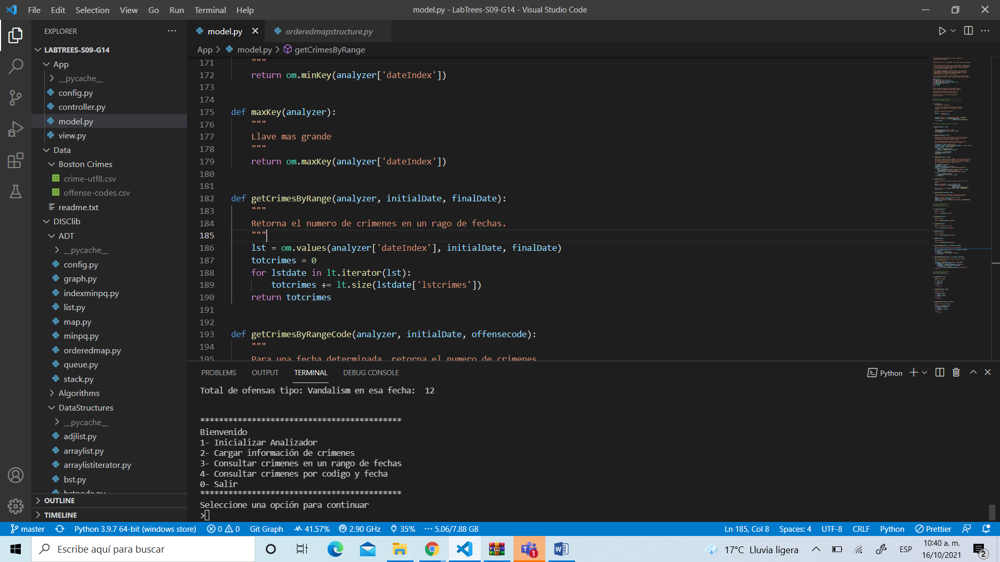 File Edit Selection View Go Run Terminal Help
model.py - LabTrees-S09-G14 - Visual Studio Code
EXPLORER
LABTREES-S09-G14
App
__pycache__
config.py
controller.py
model.py
view.py
Data
Boston Crimes
crime-utf8.csv
offense-codes.csv
readme.txt
DISClib
ADT
__pycache__
config.py
graph.py
indexminpq.py
list.py
map.py
minpq.py
orderedmap.py
queue.py
stack.py
Algorithms
DataStructures
__pycache__
adjlist.py
arraylist.py
arraylistiterator.py
bst.py
bstnode.py
OUTLINE
TIMELINE
model.py
orderedmapstructure.py
App > model.py > getCrimesByRange
171 """
172 return om.minKey(analyzer['dateIndex'])
173
174
175 def maxKey(analyzer):
176 """
177 Llave mas grande
178 """
179 return om.maxKey(analyzer['dateIndex'])
180
181
182 def getCrimesByRange(analyzer, initialDate, finalDate):
183 """
184 Retorna el numero de crimenes en un rago de fechas.
185 """
186 lst = om.values(analyzer['dateIndex'], initialDate, finalDate)
187 totcrimes = 0
188 for lstdate in lt.iterator(lst):
189 totcrimes += lt.size(lstdate['lstcrimes'])
190 return totcrimes
191
192
193 def getCrimesByRangeCode(analyzer, initialDate, offensecode):
194 """
195 Para una fecha determinada, retorna el numero de crimenes
PROBLEMS OUTPUT TERMINAL DEBUG CONSOLE
Python
Total de ofensas tipo: Vandalism en esa fecha:  12
*******************************************
Bienvenido
1- Inicializar Analizador
2- Cargar información de crimenes
3- Consultar crimenes en un rango de fechas
4- Consultar crimenes por codigo y fecha
0- Salir
*******************************************
Seleccione una opción para continuar
>
master Python 3.9.7 64-bit (windows store) 0 0 Git Graph 41.57% 2.90 GHz 35% 5.06/7.88 GB
Ln 185, Col 8 Spaces: 4 UTF-8 CRLF Python Prettier
Escribe aquí para buscar
1
17°C Lluvia ligera
ESP
10:40 a. m.
16/10/2021
2